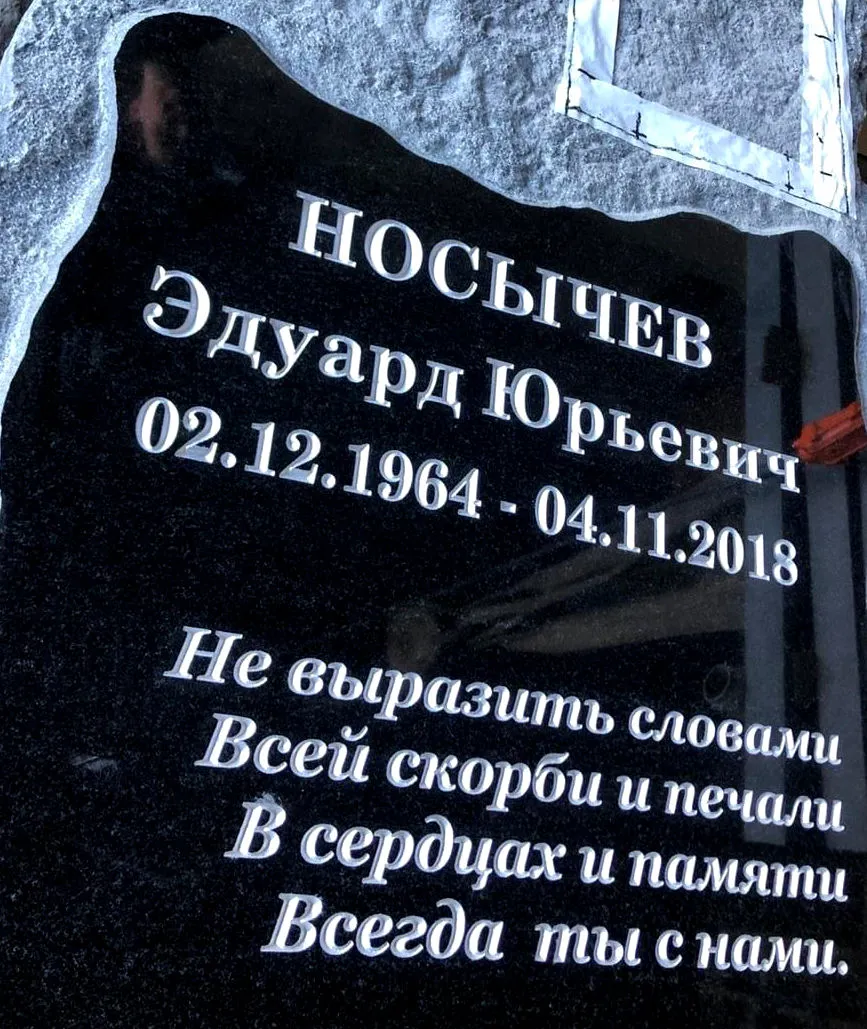 НОСЫЧЕВ
Эдуард Юрьевич
02.12.1964 - 04.11.2018
Не выразить словами
Всей скорби и печали
В сердцах и памяти
Всегда ты с нами.